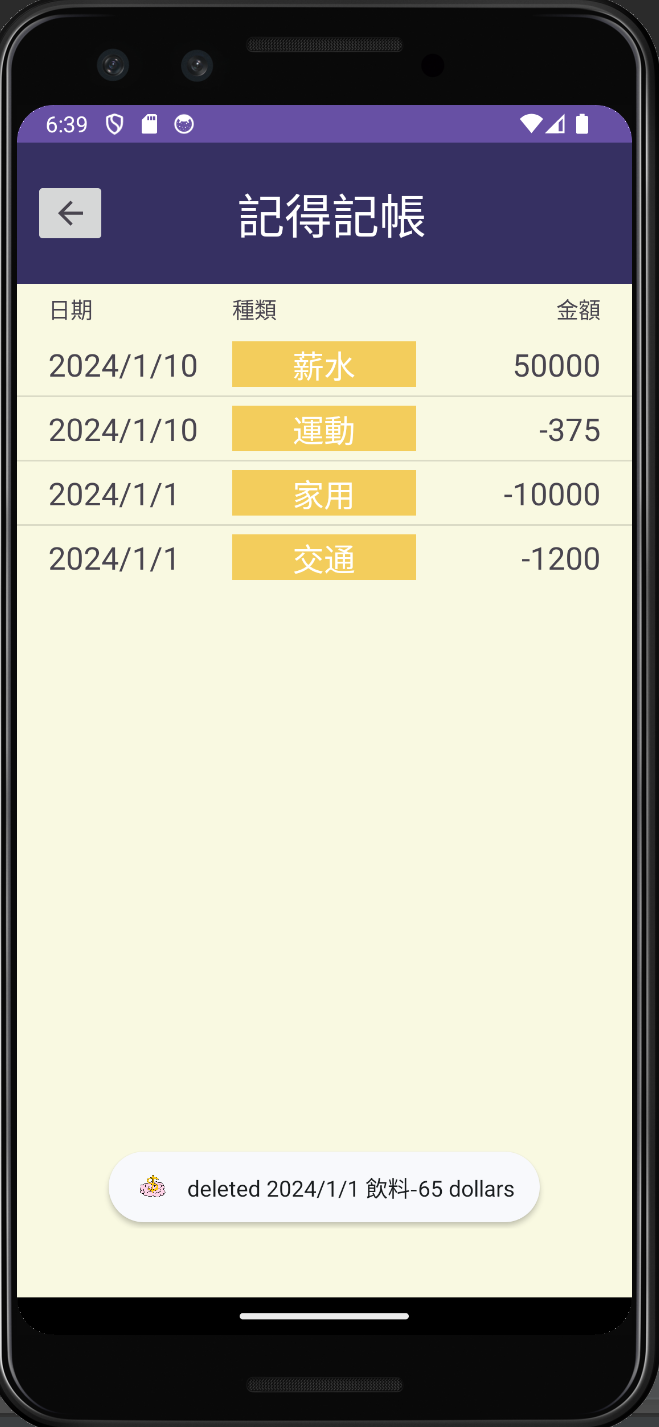 6:39
記得記帳
日期 種類 金額
2024/1/10 薪水 50000
2024/1/10 運動 -375
2024/1/1 家用 -10000
2024/1/1 交通 -1200
deleted 2024/1/1 飲料-65 dollars